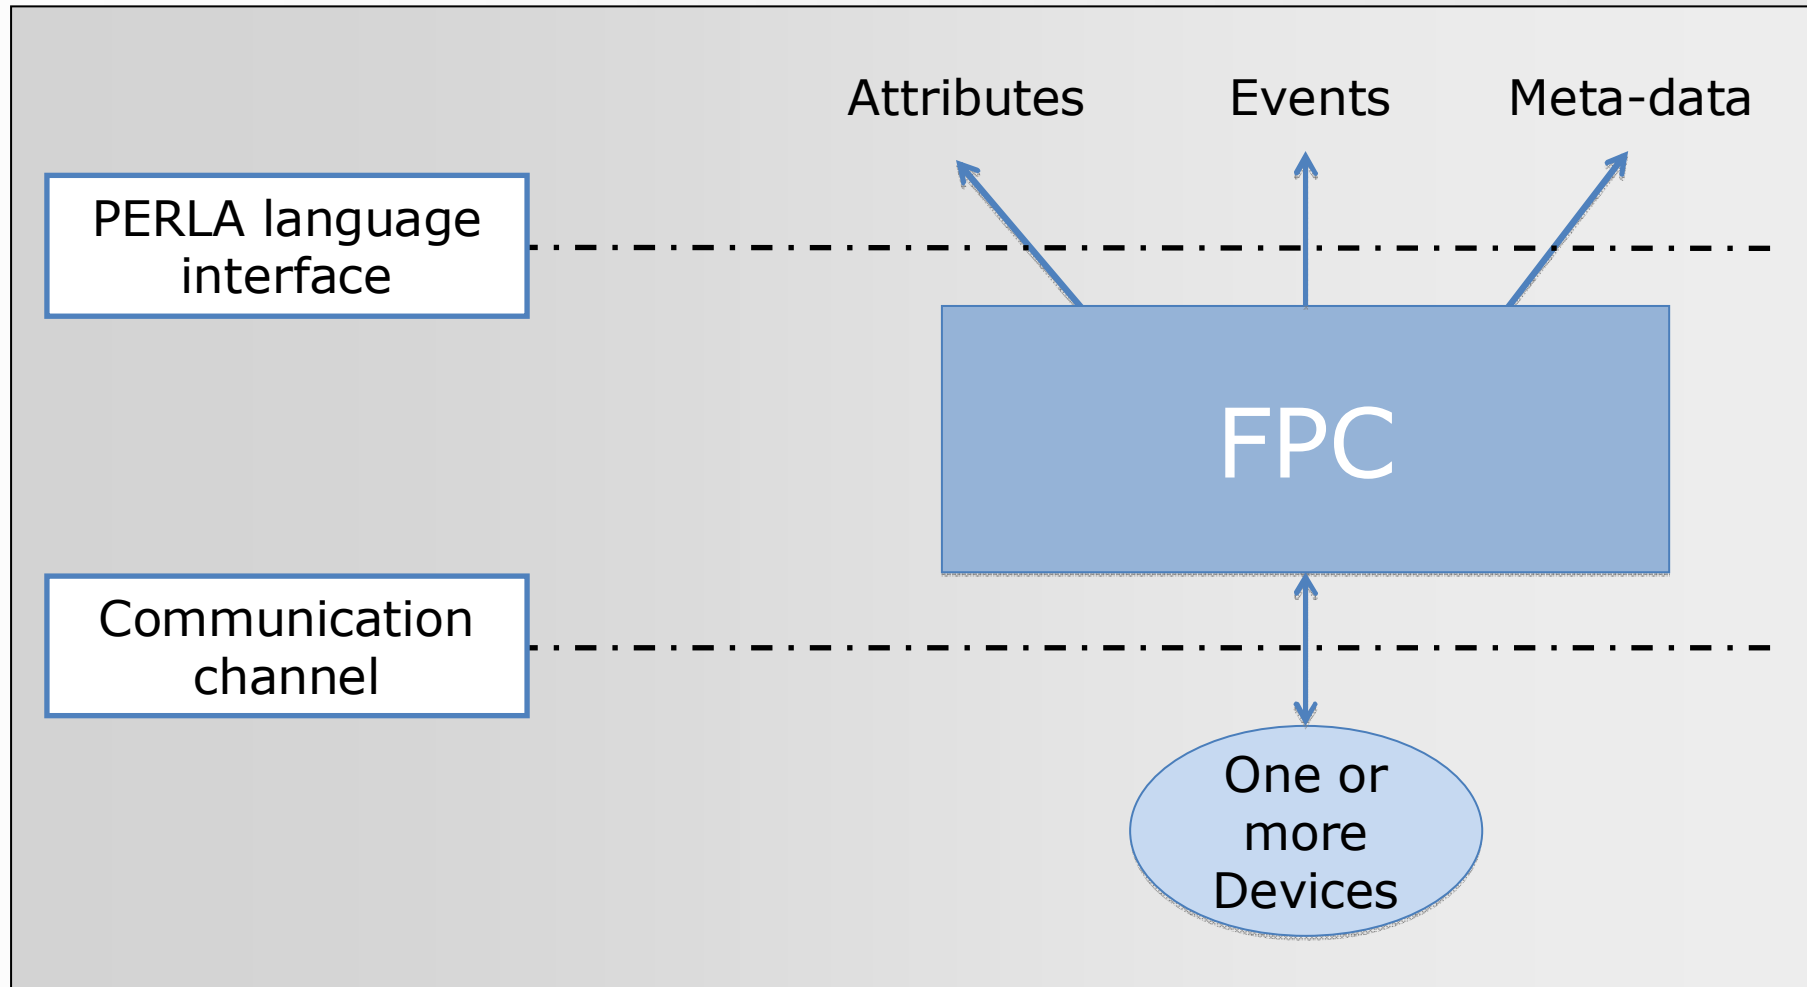 Attributes Events Meta-data
PERLA language
interface
FPC
Communication
channel
One or
more
Devices